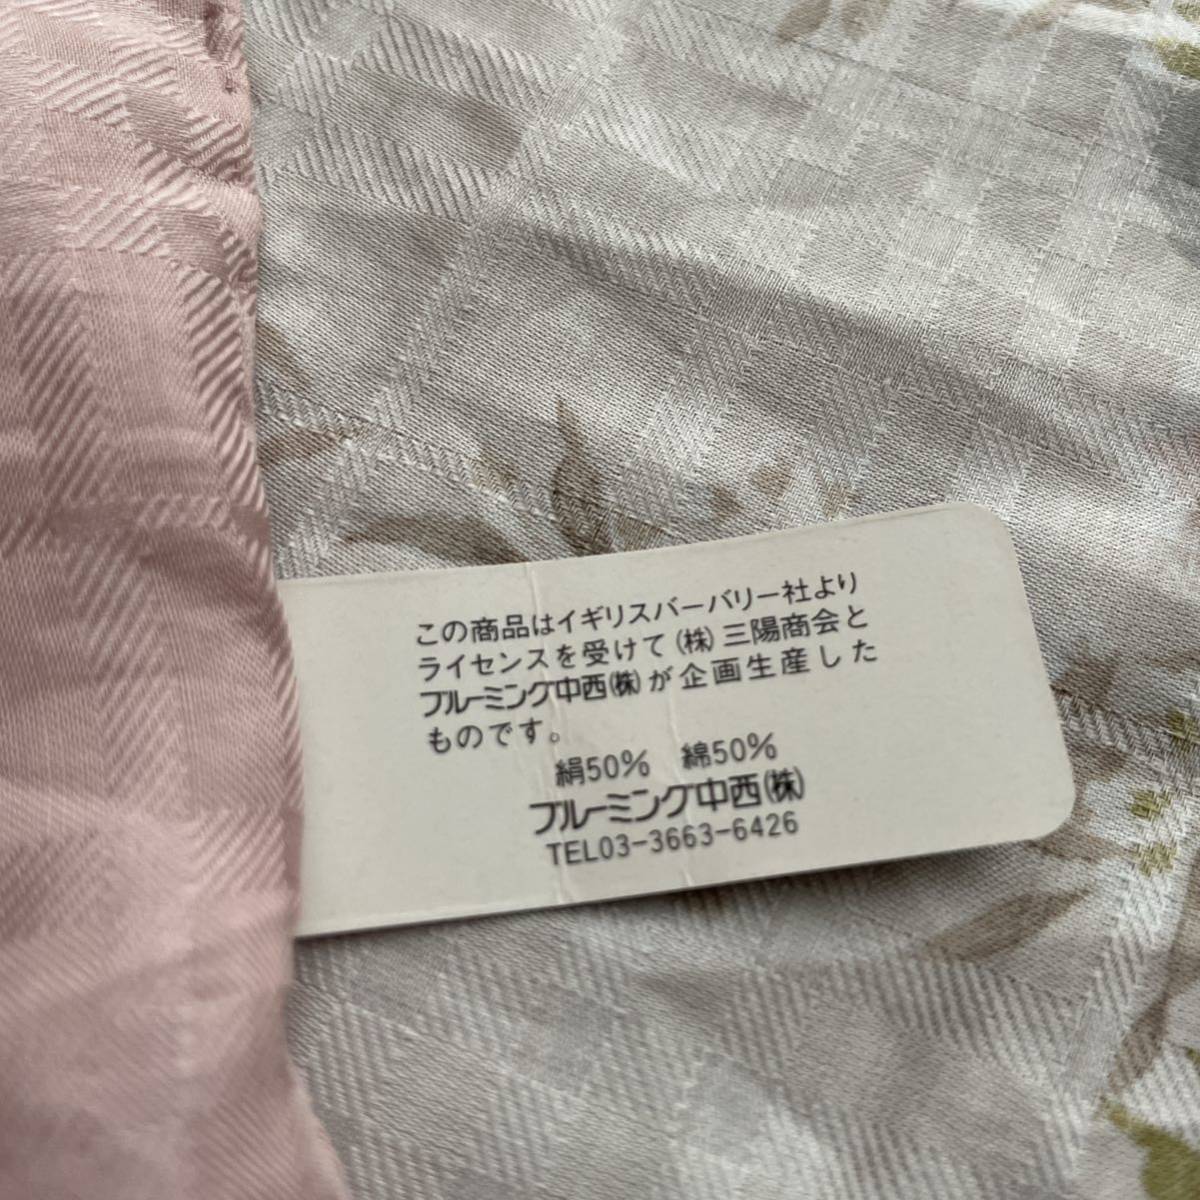 この商品はイギリスバーバリー社より
ライセンスを受けて(株)三陽商会と
ブルーミング中西(株)が企画生産した
ものです。
絹50% 綿50%
ブルーミング中西(株)
TEL03-3663-6426